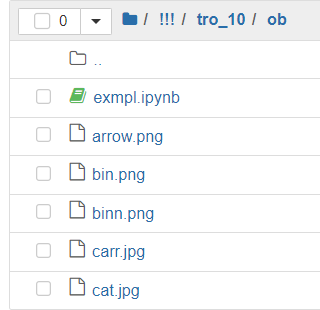 0 / !!! / tro_10 / ob
..
exmpl.ipynb
arrow.png
bin.png
binn.png
carr.jpg
cat.jpg